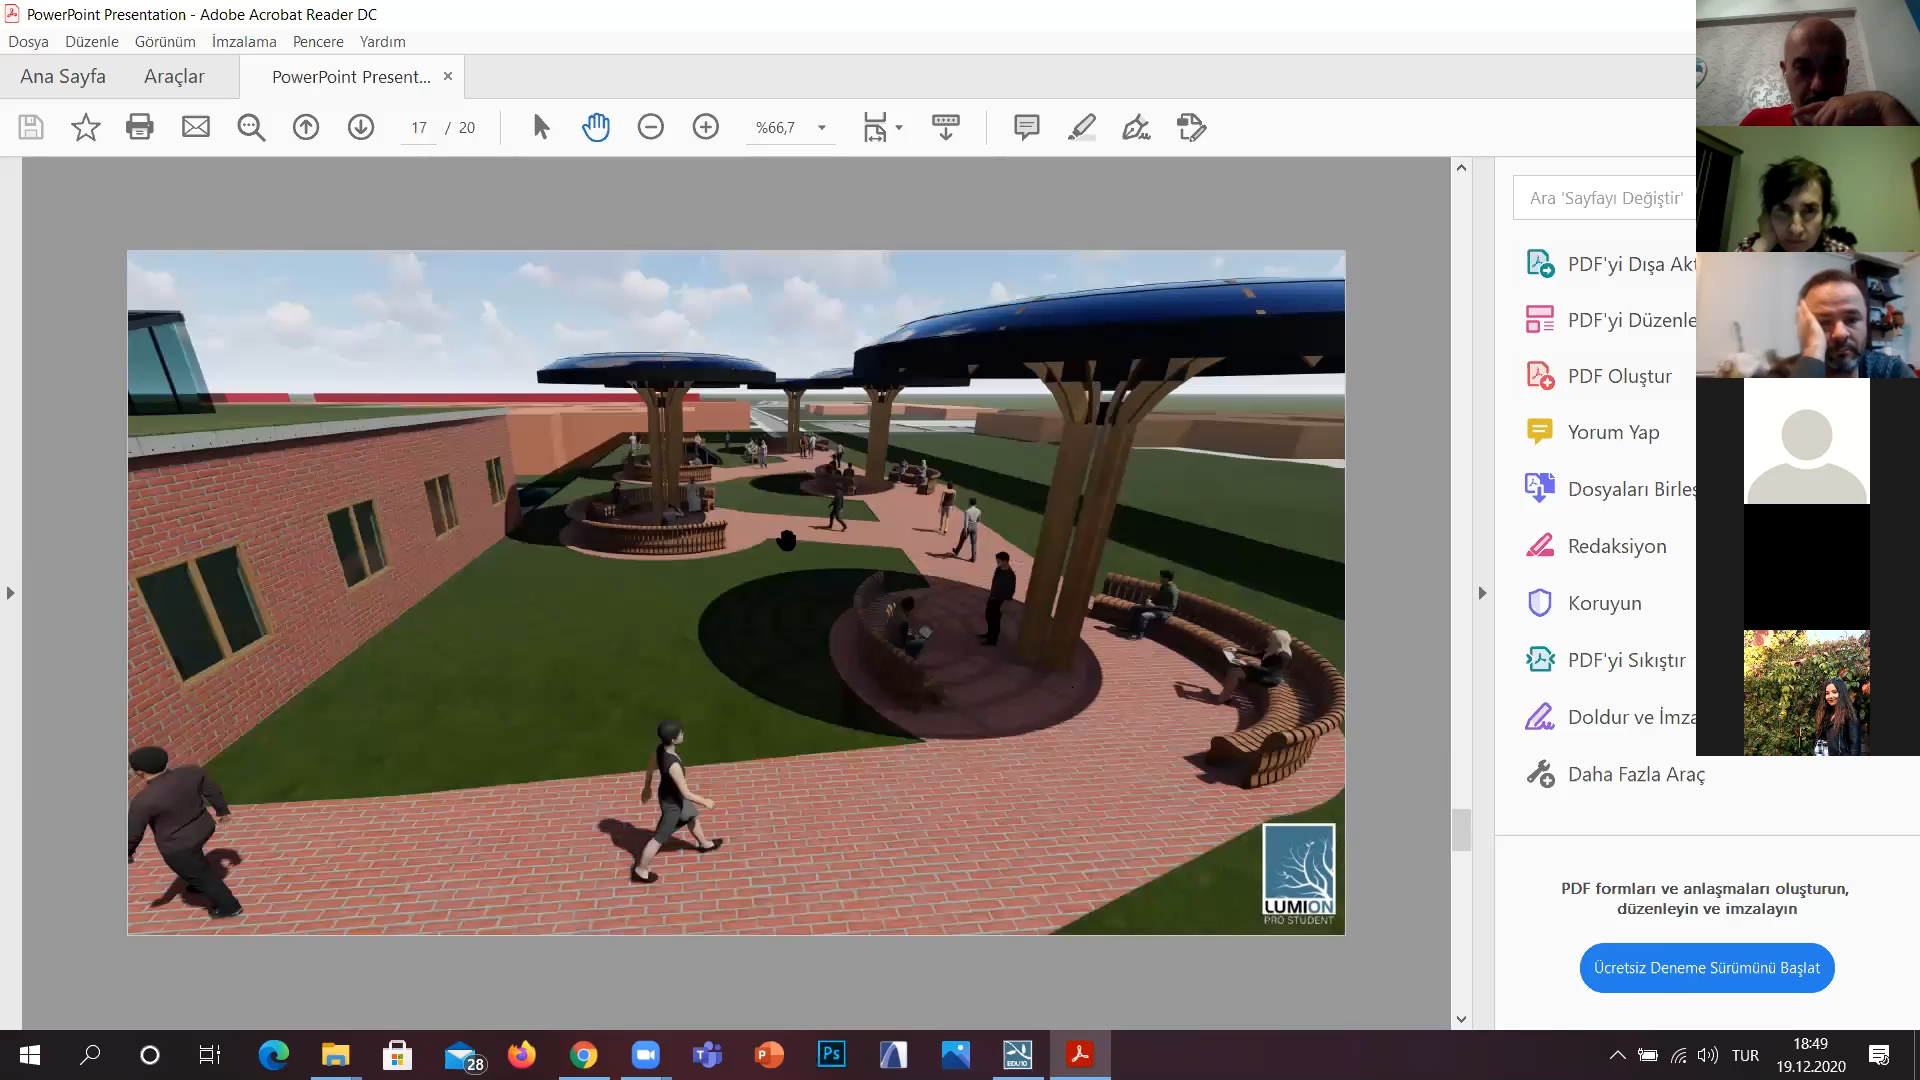 PowerPoint Presentation - Adobe Acrobat Reader DC
Dosya Düzenle Görünüm İmzalama Pencere Yardım
Ana Sayfa Araçlar PowerPoint Present... ×
17 / 20 %66,7
Ara 'Sayfayı Değiştir'
PDF'yi Dışa Akt
PDF'yi Düzenle
PDF Oluştur
Yorum Yap
Dosyaları Birleş
Redaksiyon
Koruyun
PDF'yi Sıkıştır
Doldur ve İmza
Daha Fazla Araç
LUMION
PRO STUDENT
PDF formları ve anlaşmaları oluşturun,
düzenleyin ve imzalayın
Ücretsiz Deneme Sürümünü Başlat
28
Ps
EDU10
TUR
18:49
19.12.2020